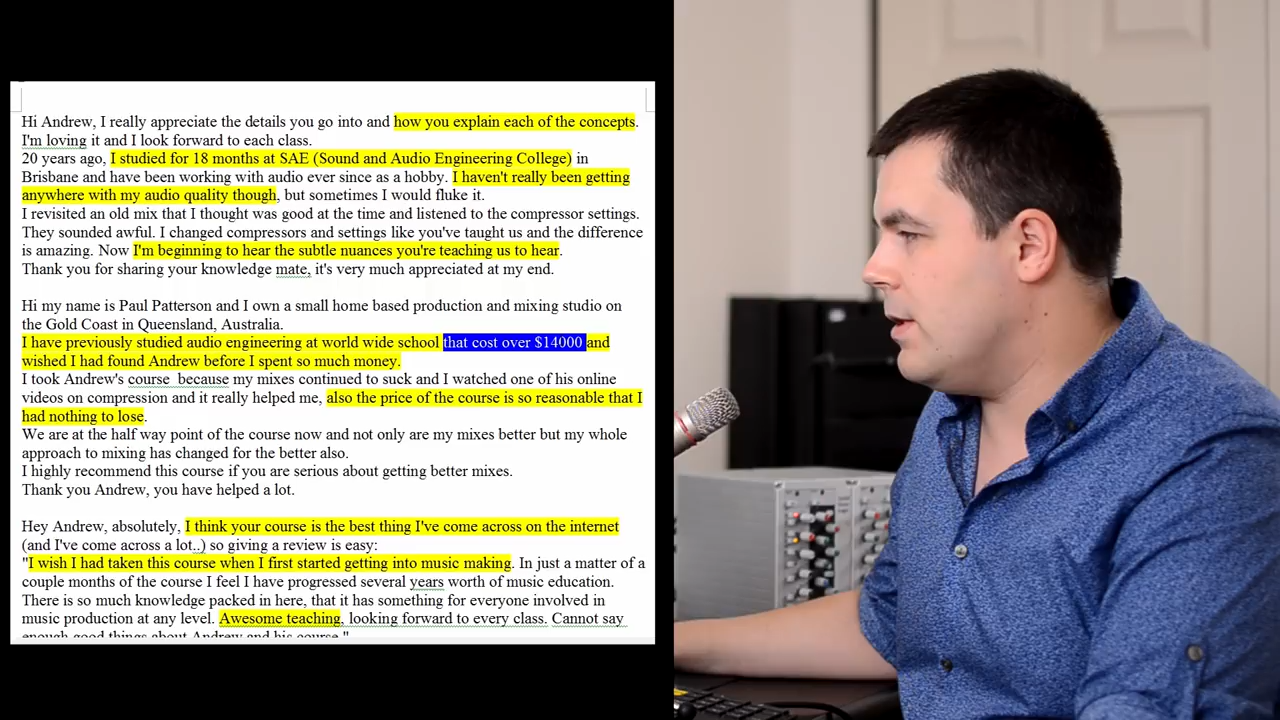 Hi Andrew, I really appreciate the details you go into and how you explain each of the concepts.
I'm loving it and I look forward to each class.
20 years ago, I studied for 18 months at SAE (Sound and Audio Engineering College) in
Brisbane and have been working with audio ever since as a hobby. I haven't really been getting
anywhere with my audio quality though, but sometimes I would fluke it.
I revisited an old mix that I thought was good at the time and listened to the compressor settings.
They sounded awful. I changed compressors and settings like you've taught us and the difference
is amazing. Now I'm beginning to hear the subtle nuances you're teaching us to hear.
Thank you for sharing your knowledge mate, it's very much appreciated at my end.
Hi my name is Paul Patterson and I own a small home based production and mixing studio on
the Gold Coast in Queensland, Australia.
I have previously studied audio engineering at world wide school that cost over $14000 and
wished I had found Andrew before I spent so much money.
I took Andrew's course  because my mixes continued to suck and I watched one of his online
videos on compression and it really helped me, also the price of the course is so reasonable that I
had nothing to lose.
We are at the half way point of the course now and not only are my mixes better but my whole
approach to mixing has changed for the better also.
I highly recommend this course if you are serious about getting better mixes.
Thank you Andrew, you have helped a lot.
Hey Andrew, absolutely, I think your course is the best thing I've come across on the internet
(and I've come across a lot..) so giving a review is easy:
"I wish I had taken this course when I first started getting into music making. In just a matter of a
couple months of the course I feel I have progressed several years worth of music education.
There is so much knowledge packed in here, that it has something for everyone involved in
music production at any level. Awesome teaching, looking forward to every class. Cannot say
enough good things about Andrew and his course."